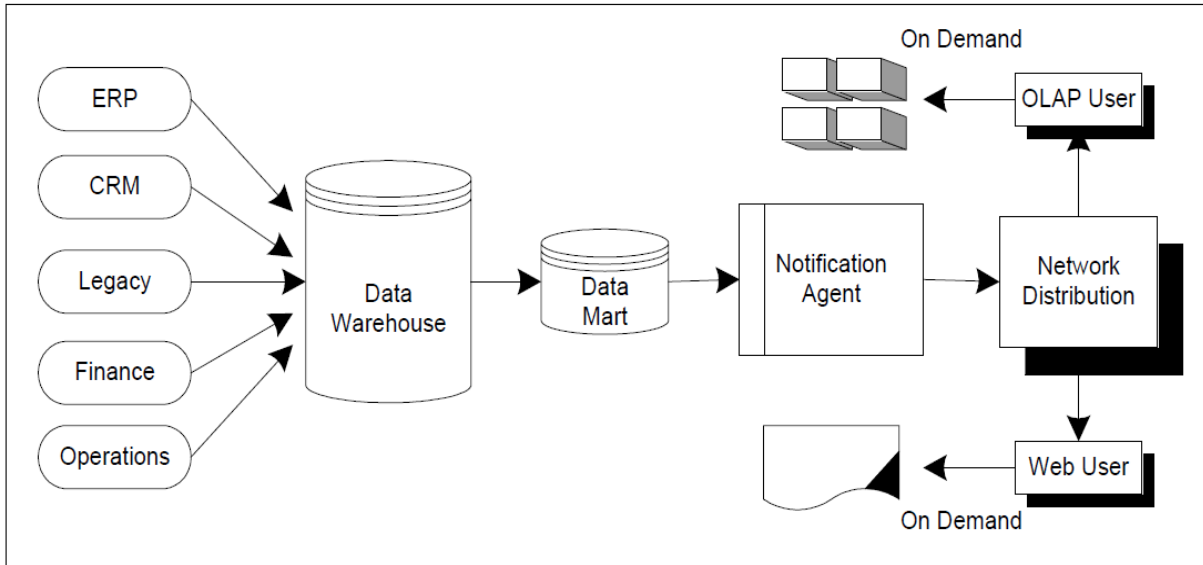 On Demand
ERP
OLAP User
CRM
Legacy
Data
Warehouse
Data
Mart
Notification
Agent
Network
Distribution
Finance
Operations
Web User
On Demand